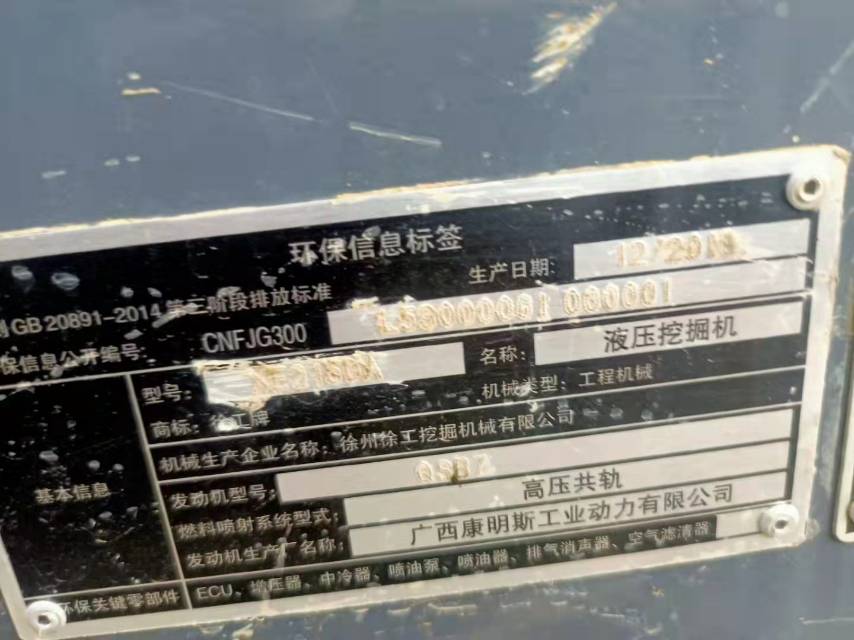 环保信息标签
生产日期: 12/2019
GB 20891-2014 第三阶段排放标准
保信息公开编号: CNFJG300
型号: 名称: 液压挖掘机
商标: 徐工牌 机械类型: 工程机械
机械生产企业名称: 徐州徐工挖掘机械有限公司
基本信息
发动机型号: QSB7
燃料喷射系统型式: 高压共轨
发动机生产厂名称: 广西康明斯工业动力有限公司
环保关键零部件 ECU、增压器、中冷器、喷油泵、喷油器、排气消声器、空气滤清器